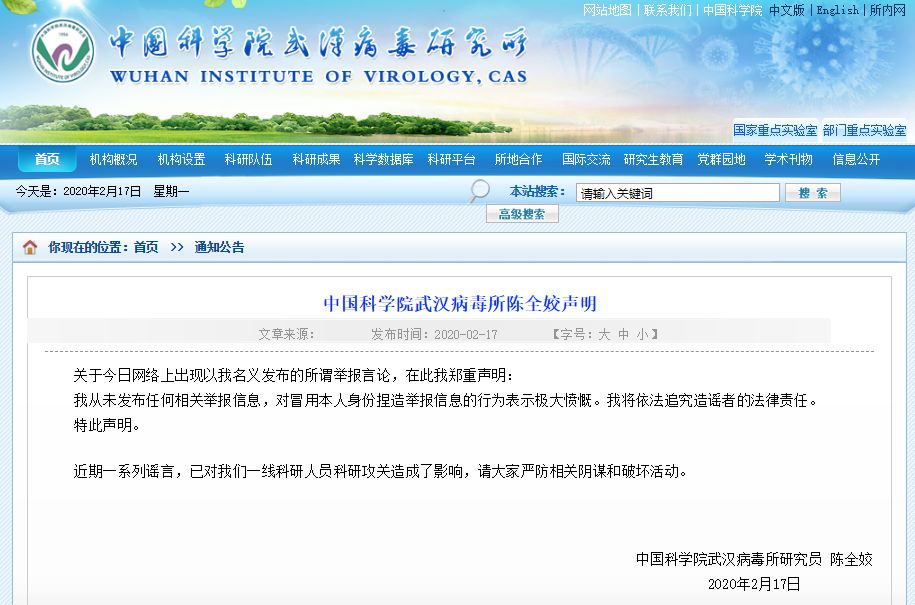 网站地图 | 联系我们 | 中国科学院 中文版 | English | 所内网
中国科学院武汉病毒研究所
WUHAN INSTITUTE OF VIROLOGY, CAS
国家重点实验室 部门重点实验室
首页 机构概况 机构设置 科研队伍 科研成果 科学数据库 科研平台 所地合作 国际交流 研究生教育 党群园地 学术刊物 信息公开
今天是：2020年2月17日 星期一 本站搜索： 请输入关键词 搜 索
高级搜索
你现在的位置：首页 >> 通知公告
中国科学院武汉病毒所陈全姣声明
文章来源： 发布时间：2020-02-17 【字号：大 中 小】
关于今日网络上出现以我名义发布的所谓举报言论，在此我郑重声明：
我从未发布任何相关举报信息，对冒用本人身份捏造举报信息的行为表示极大愤慨。我将依法追究造谣者的法律责任。
特此声明。
近期一系列谣言，已对我们一线科研人员科研攻关造成了影响，请大家严防相关阴谋和破坏活动。
中国科学院武汉病毒所研究员 陈全姣
2020年2月17日